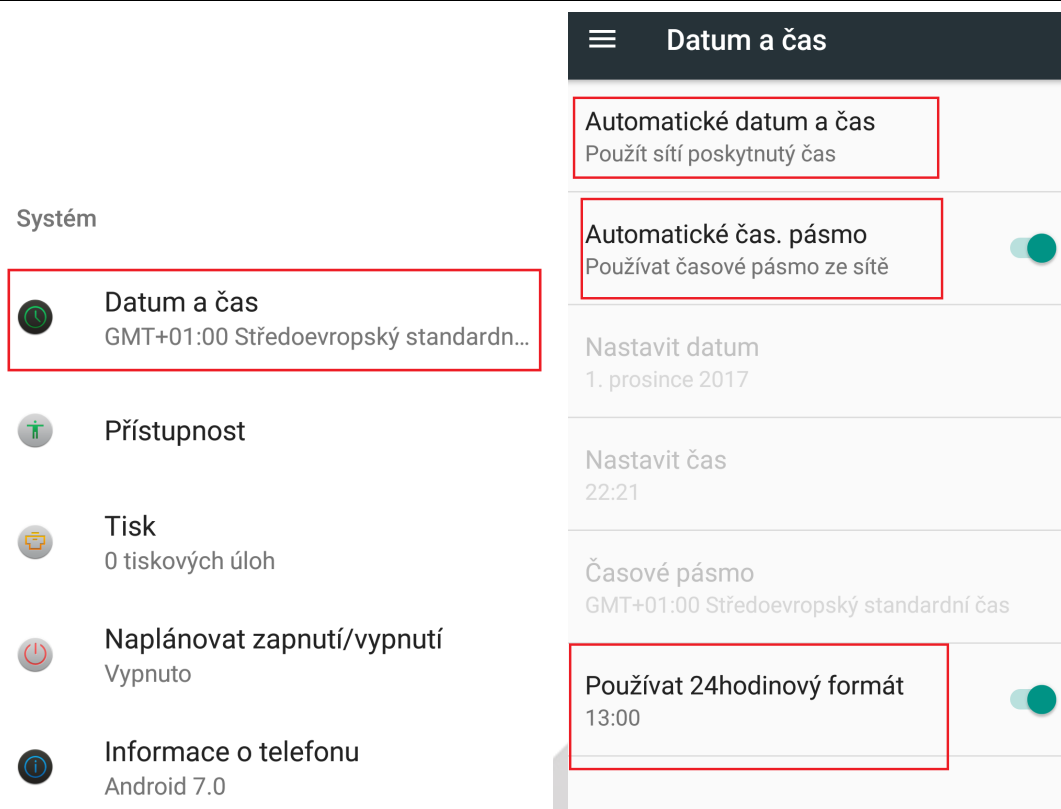 Systém
Datum a čas
GMT+01:00 Středoevropský standardn...
Přístupnost
Tisk
0 tiskových úloh
Naplánovat zapnutí/vypnutí
Vypnuto
Informace o telefonu
Android 7.0
Datum a čas
Automatické datum a čas
Použít sítí poskytnutý čas
Automatické čas. pásmo
Používat časové pásmo ze sítě
Nastavit datum
1. prosince 2017
Nastavit čas
22:21
Časové pásmo
GMT+01:00 Středoevropský standardní čas
Používat 24hodinový formát
13:00